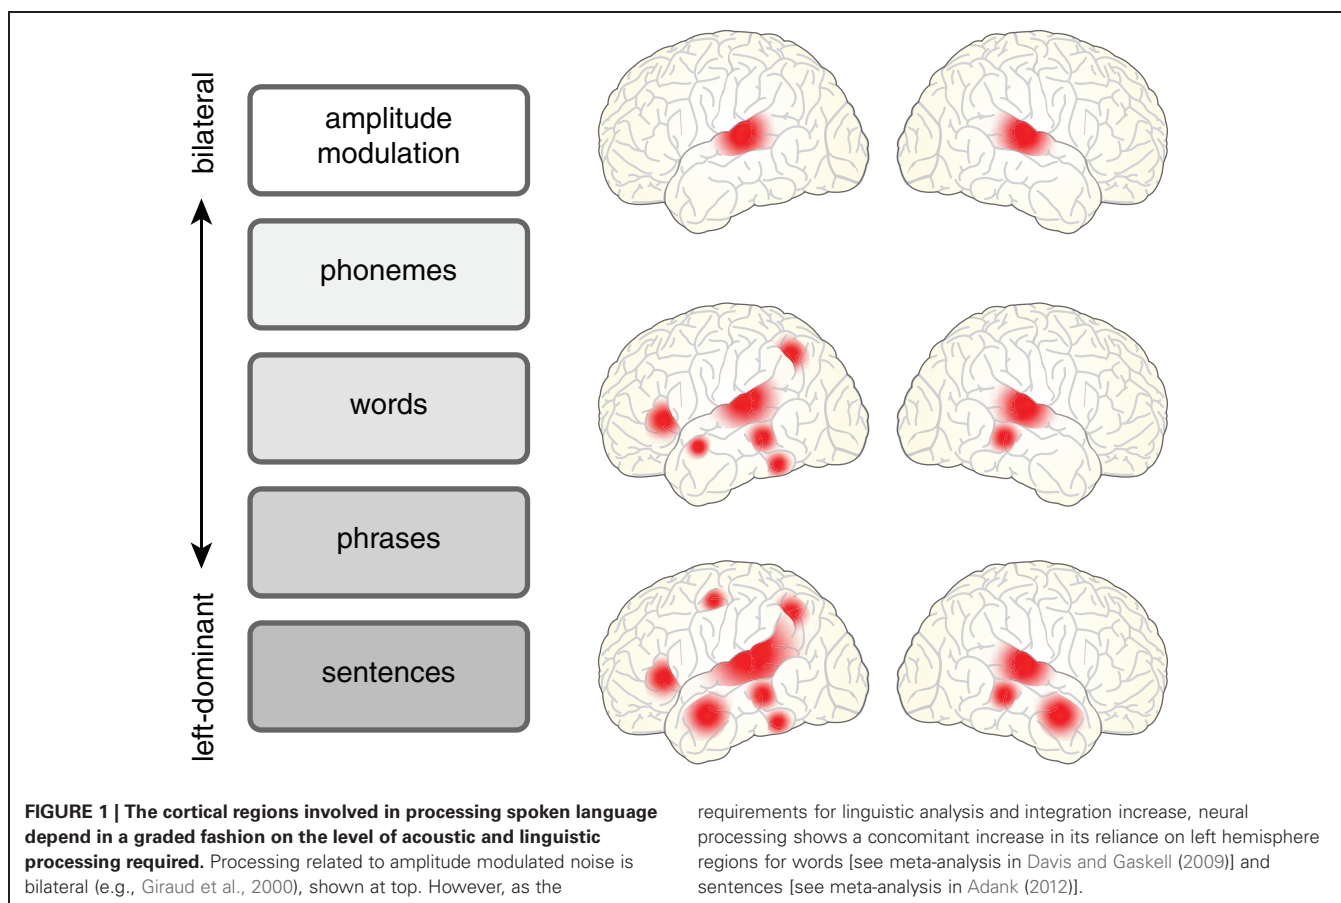 bilateral
left-dominant
amplitude
modulation
phonemes
words
phrases
sentences
FIGURE 1 | The cortical regions involved in processing spoken language
depend in a graded fashion on the level of acoustic and linguistic
processing required. Processing related to amplitude modulated noise is
bilateral (e.g., Giraud et al., 2000), shown at top. However, as the
requirements for linguistic analysis and integration increase, neural
processing shows a concomitant increase in its reliance on left hemisphere
regions for words [see meta-analysis in Davis and Gaskell (2009)] and
sentences [see meta-analysis in Adank (2012)].